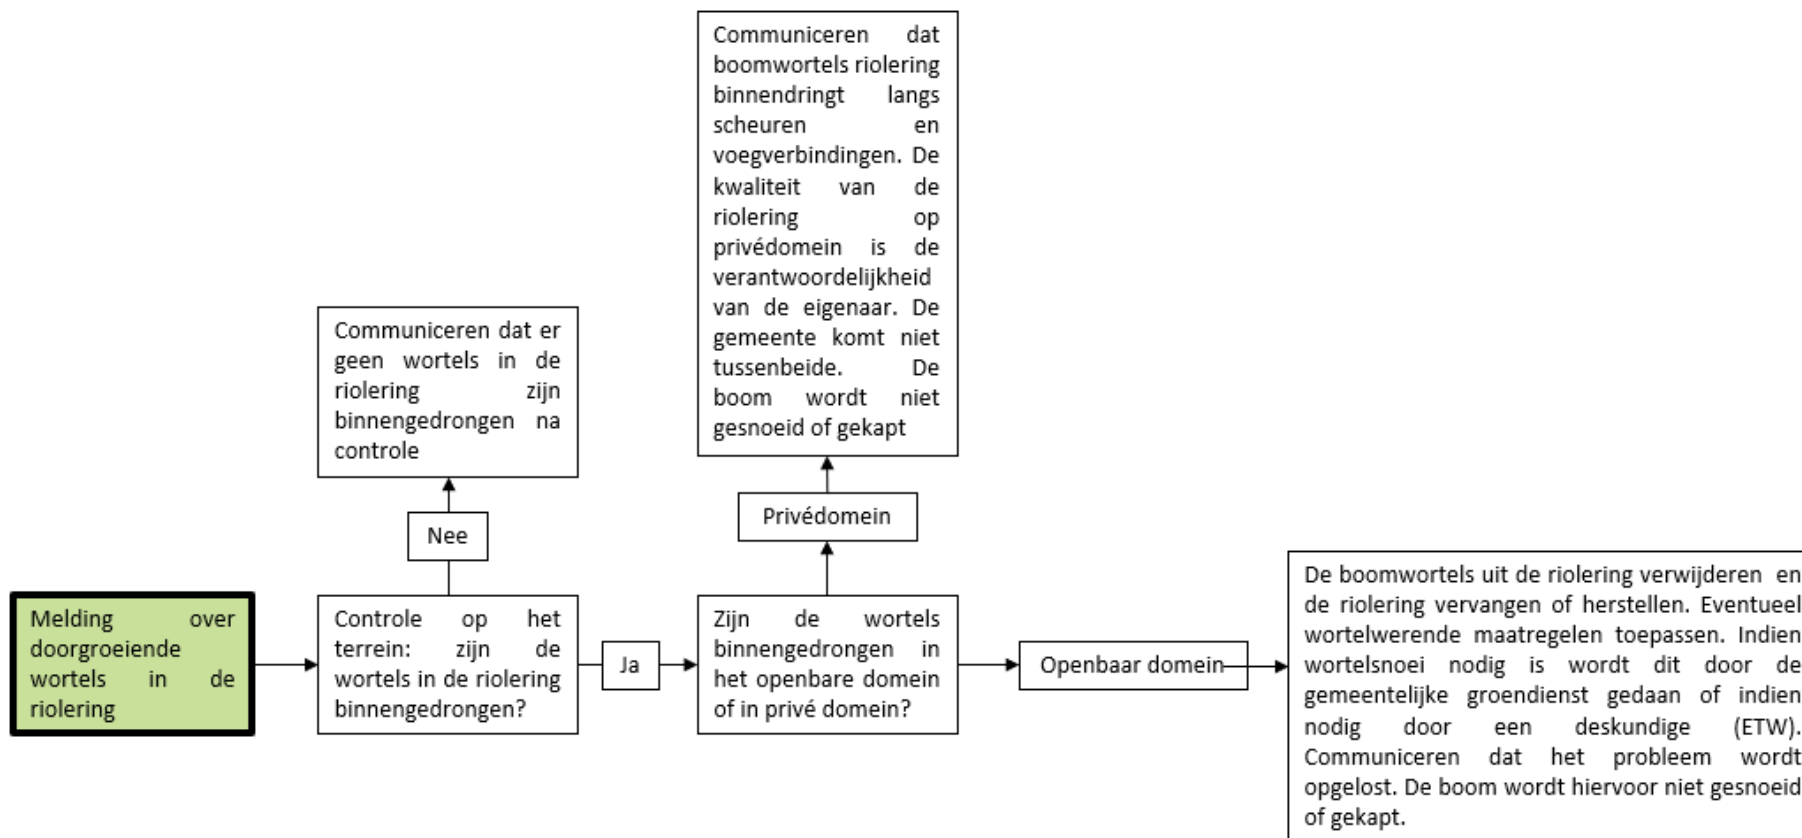 Communiceren dat
boomwortels riolering
binnendringt langs
scheuren en
voegverbindingen. De
kwaliteit van de
riolering op
privédomein is de
verantwoordelijkheid
van de eigenaar. De
gemeente komt niet
tussenbeide. De
boom wordt niet
gesnoeid of gekapt
Communiceren dat er
geen wortels in de
riolering zijn
binnengedrongen na
controle
Privédomein
Nee
Melding over
doorgroeiende
wortels in de
riolering
Controle op het
terrein: zijn de
wortels in de riolering
binnengedrongen?
Ja
Zijn de wortels
binnengedrongen in
het openbare domein
of in privé domein?
Openbaar domein
De boomwortels uit de riolering verwijderen en
de riolering vervangen of herstellen. Eventueel
wortelwerende maatregelen toepassen. Indien
wortelsnoei nodig is wordt dit door de
gemeentelijke groendienst gedaan of indien
nodig door een deskundige (ETW).
Communiceren dat het probleem wordt
opgelost. De boom wordt hiervoor niet gesnoeid
of gekapt.